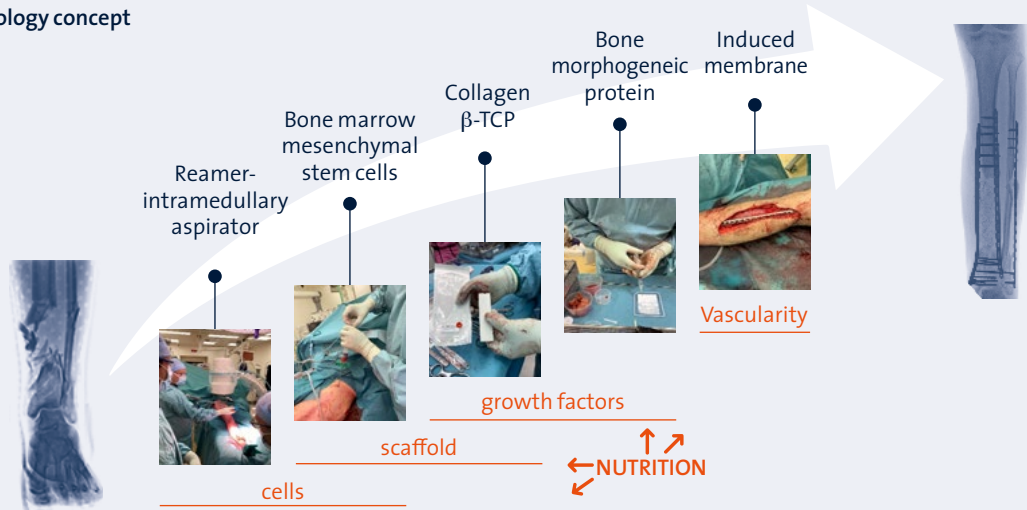 ology concept
Reamer-
intramedullary
aspirator
Bone marrow
mesenchymal
stem cells
Collagen
β-TCP
Bone
morphogeneic
protein
Induced
membrane
Vascularity
growth factors
scaffold
NUTRITION
cells